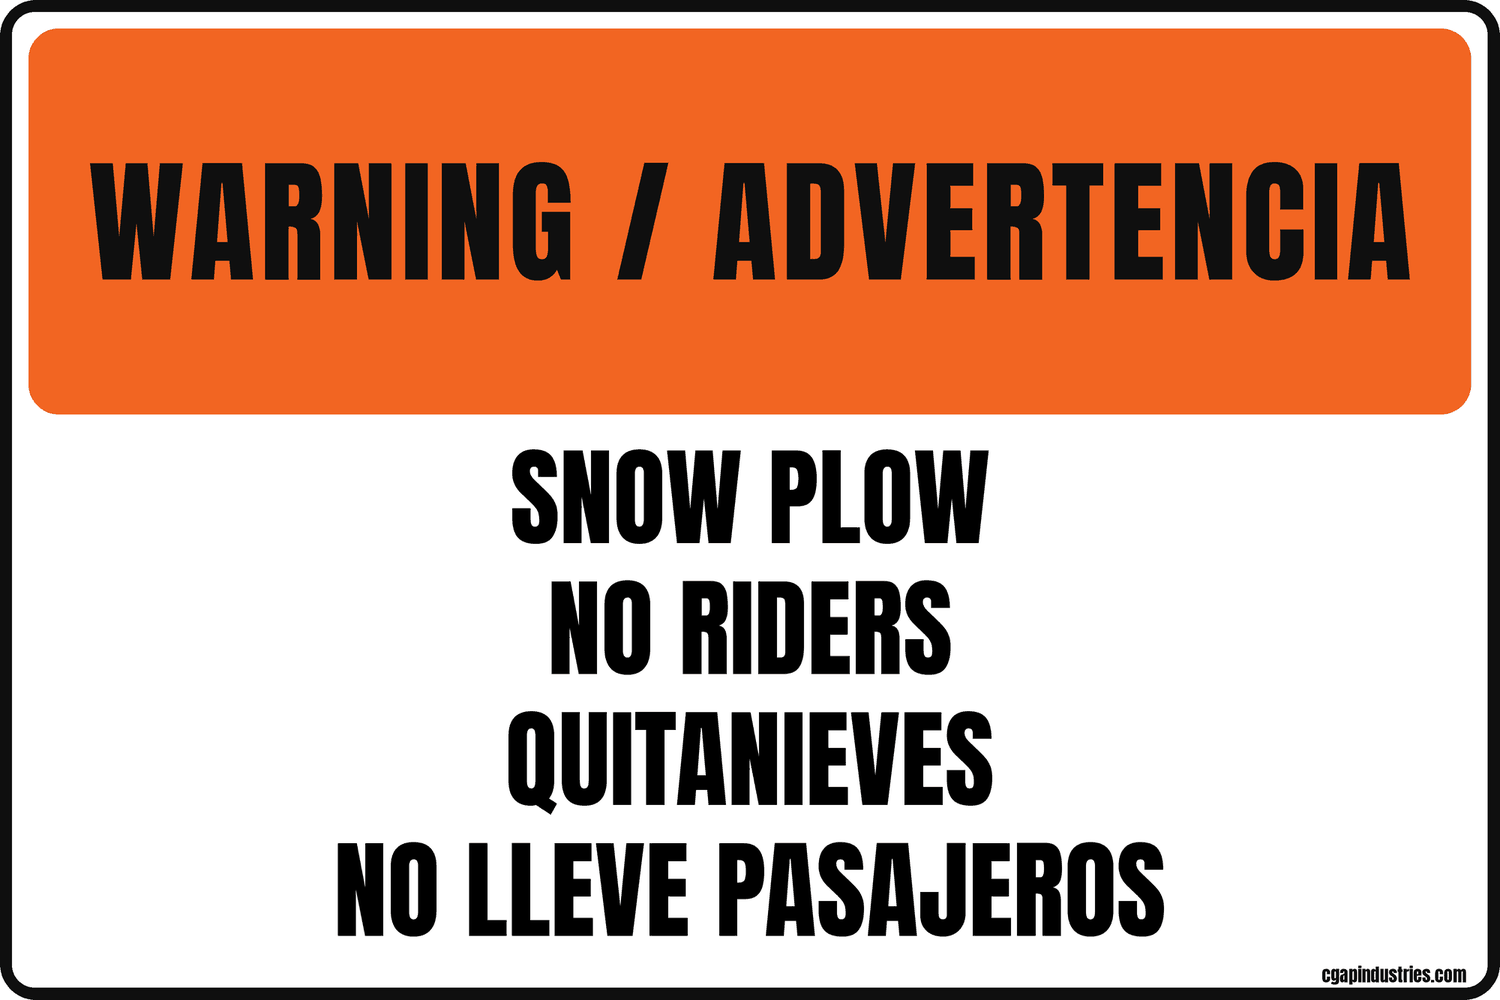 WARNING / ADVERTENCIA
SNOW PLOW
NO RIDERS
QUITANIEVES
NO LLEVE PASAJEROS
cgapindustries.com